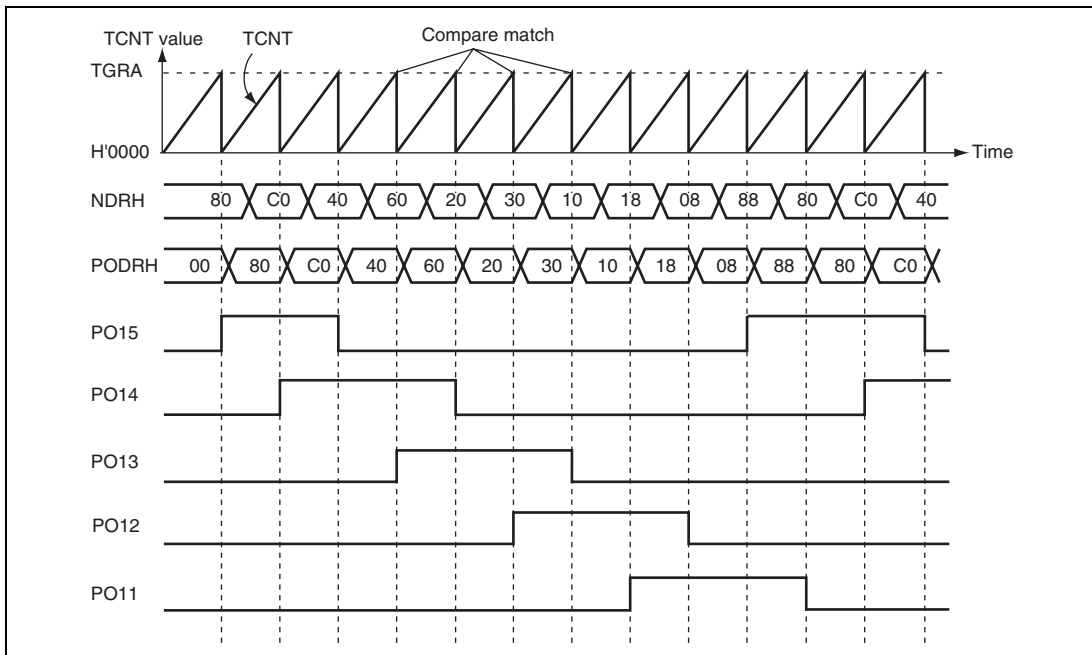 TCNT value TCNT Compare match
TGRA
H'0000 Time
NDRH 80 C0 40 60 20 30 10 18 08 88 80 C0 40
PODRH 00 80 C0 40 60 20 30 10 18 08 88 80 C0
PO15
PO14
PO13
PO12
PO11